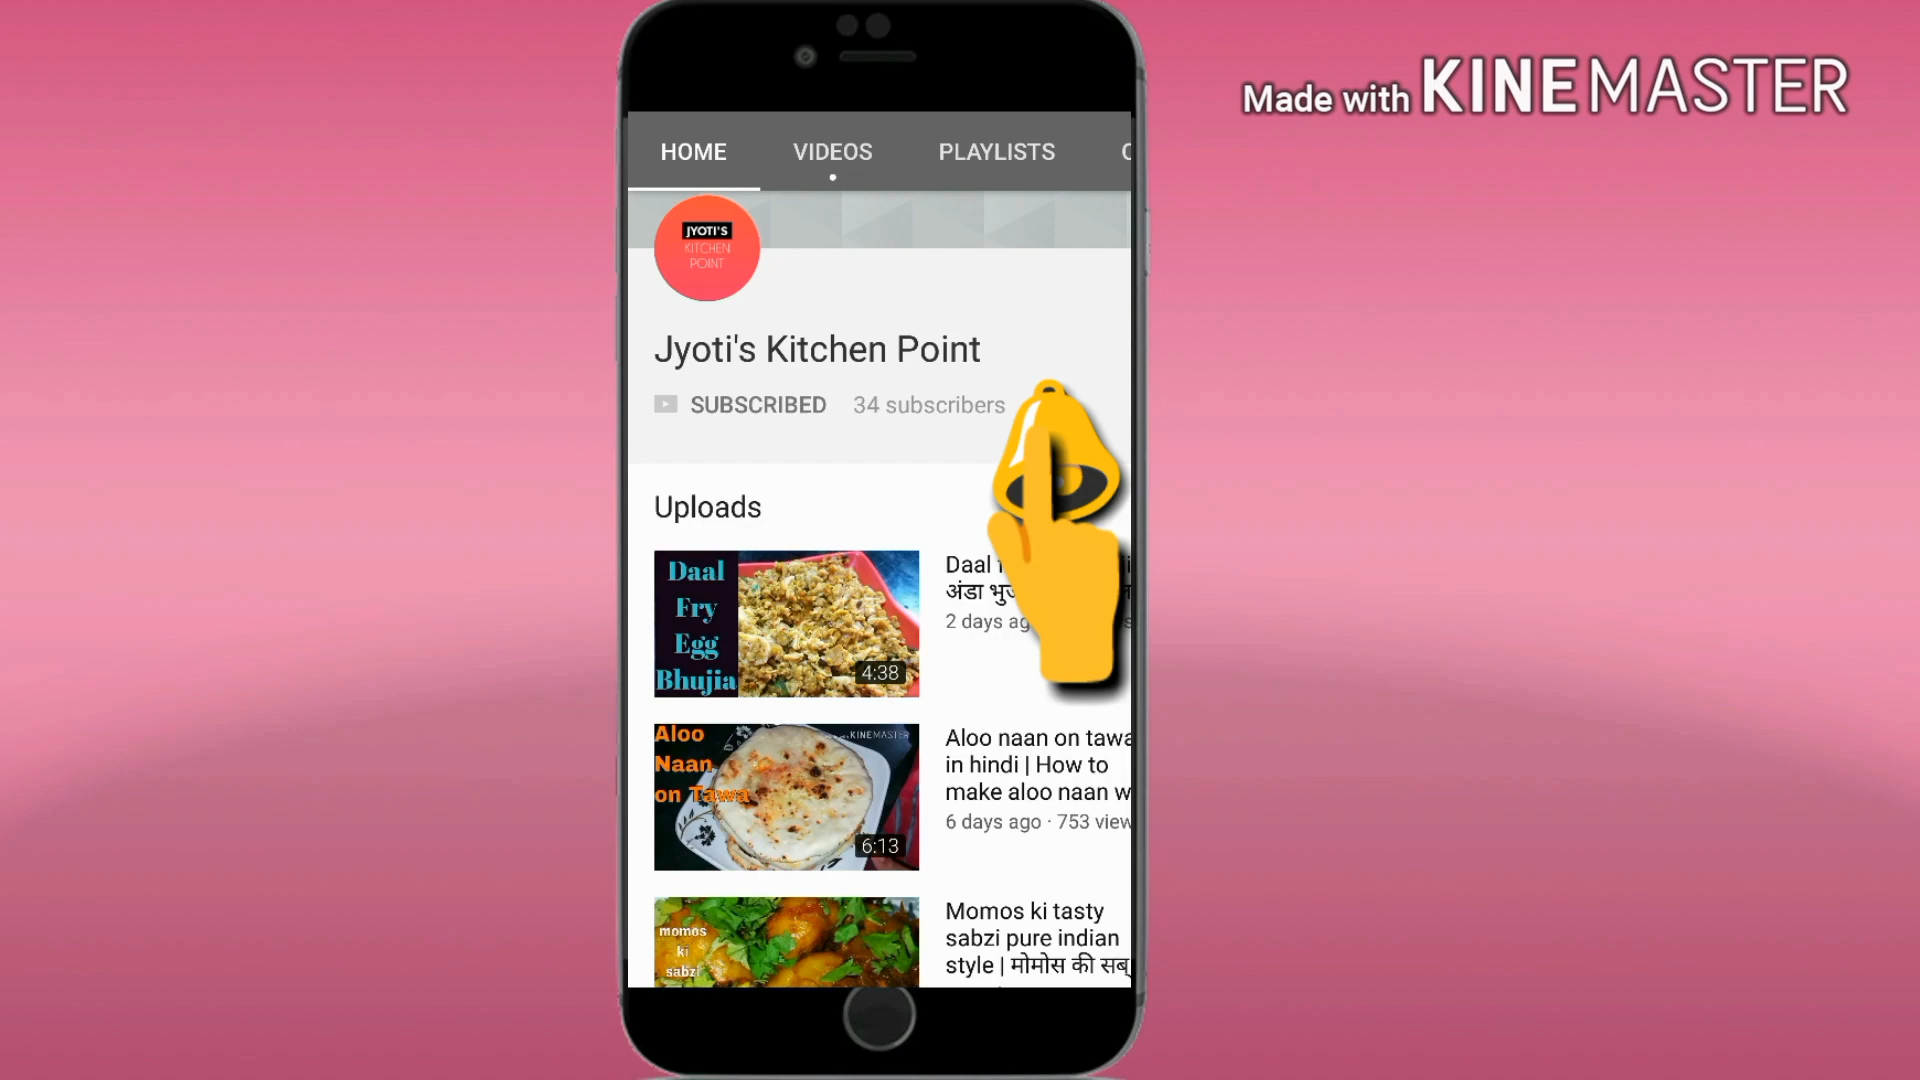 Made with KINEMASTER
HOME VIDEOS PLAYLISTS
JYOTI'S
KITCHEN
POINT
Jyoti's Kitchen Point
SUBSCRIBED 34 subscribers
Uploads
Daal
Fry
Egg
Bhujia
4:38
Daal
अंडा
2 days
Aloo
Naan
on Tawa
KINEMASTER
6:13
Aloo naan on tawa
in hindi | How to
make aloo naan
6 days ago · 753
momos
ki
sabzi
Momos ki tasty
sabzi pure indian
style | मोमोस की